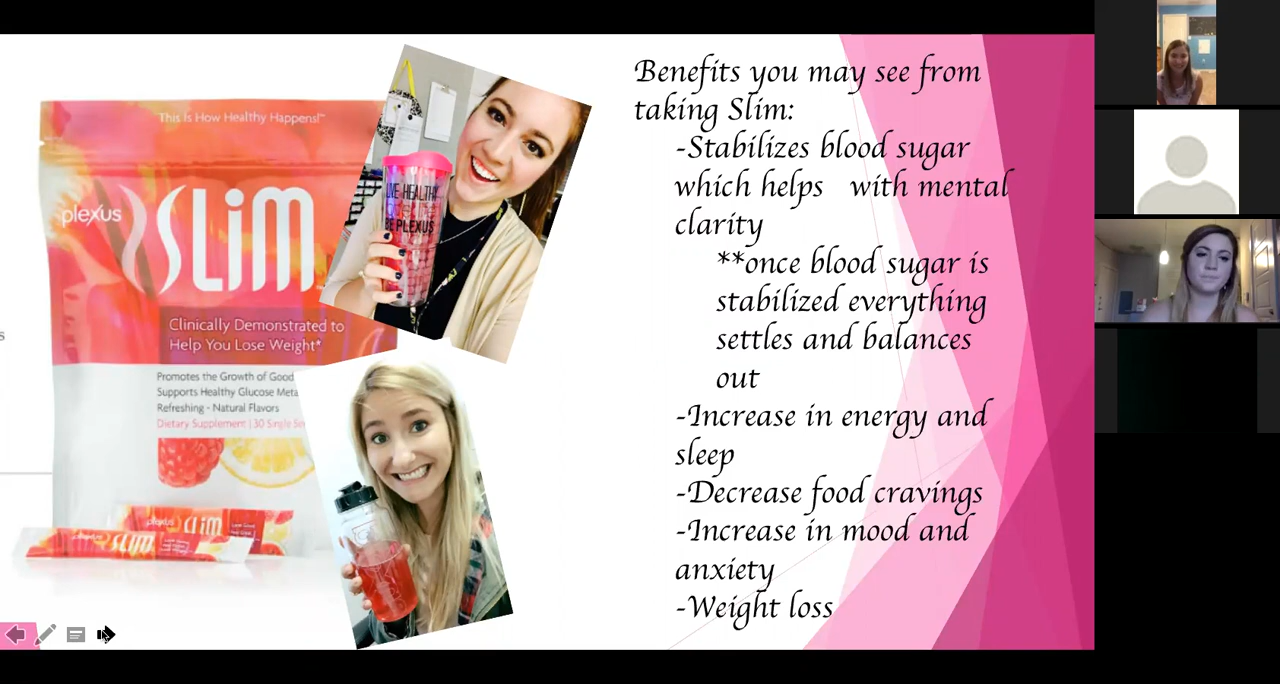 This Is How Healthy Happens!™
plexus SLIM
Clinically Demonstrated to
Help You Lose Weight*
Promotes the Growth of Good
Supports Healthy Glucose
Refreshing - Natural Flavors
Dietary Supplement | 30 Single
plexus SLIM
SLIM
LIVE HEALTHY
BE PLEXUS
Benefits you may see from
taking Slim:
-Stabilizes blood sugar
which helps with mental
clarity
**once blood sugar is
stabilized everything
settles and balances
out
-Increase in energy and
sleep
-Decrease food cravings
-Increase in mood and
anxiety
-Weight loss